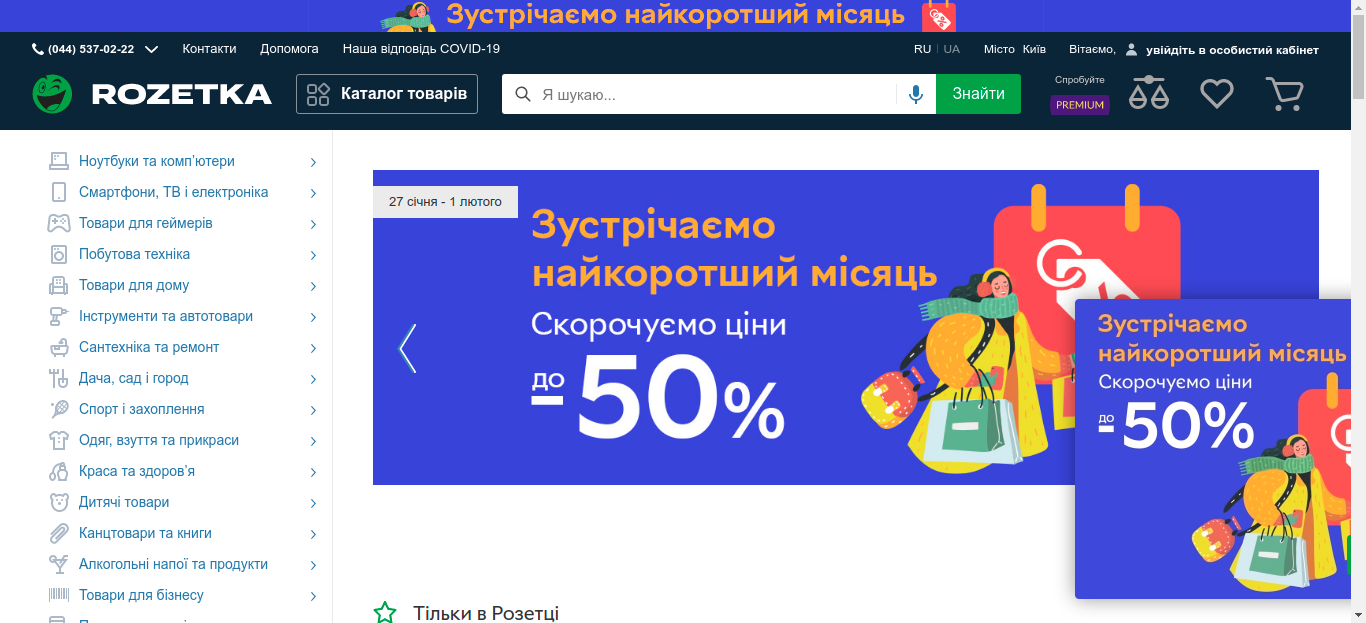 Зустрічаємо найкоротший місяць
(044) 537-02-22 Контакти Допомога Наша відповідь COVID-19 RU UA Місто Київ Вітаємо, увійдіть в особистий кабінет
ROZETKA Каталог товарів Я шукаю... Знайти Спробуйте
PREMIUM
Ноутбуки та комп'ютери
Смартфони, ТВ і електроніка
Товари для геймерів
Побутова техніка
Товари для дому
Інструменти та автотовари
Сантехніка та ремонт
Дача, сад і город
Спорт і захоплення
Одяг, взуття та прикраси
Краса та здоров'я
Дитячі товари
Канцтовари та книги
Алкогольні напої та продукти
Товари для бізнесу
27 січня - 1 лютого
Зустрічаємо
найкоротший місяць
Скорочуємо ціни
до
-50%
Зустрічаємо
найкоротший місяць
Скорочуємо ціни
до
-50%
Тільки в Розетці